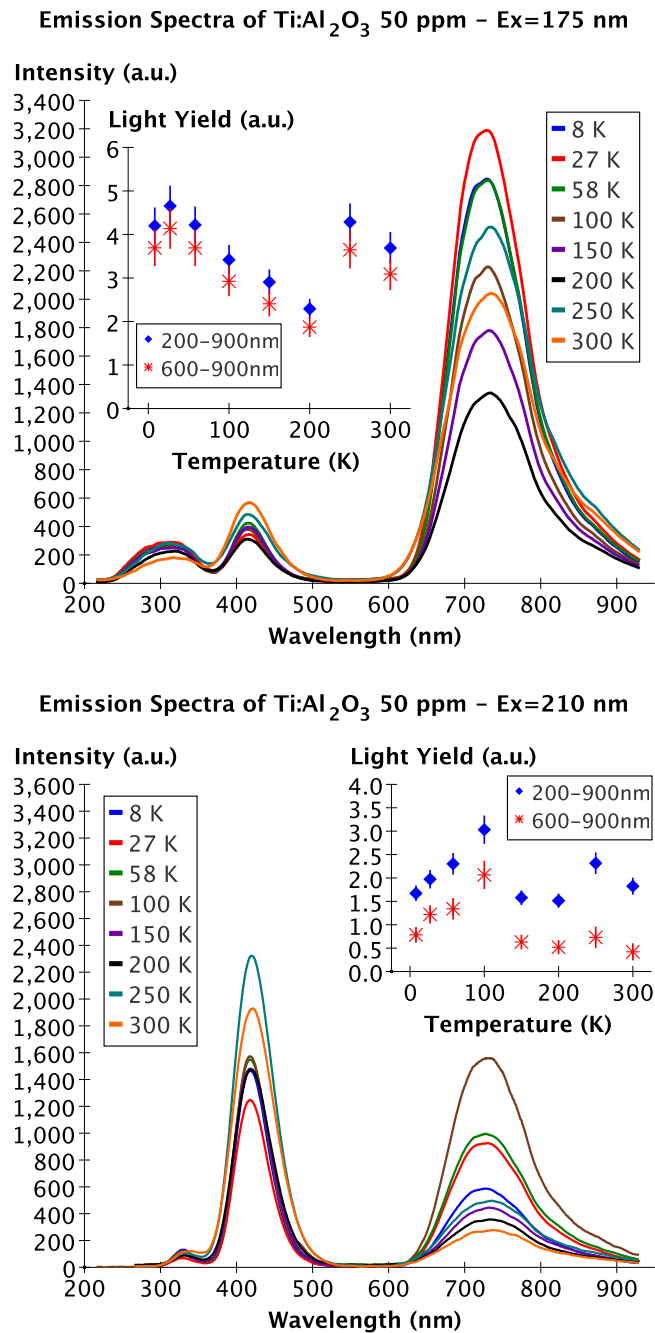 Emission Spectra of Ti:Al₂O₃ 50 ppm – Ex=175 nm
Intensity (a.u.)
3,400
3,200
3,000
2,800
2,600
2,400
2,200
2,000
1,800
1,600
1,400
1,200
1,000
800
600
400
200
0
200 300 400 500 600 700 800 900
Wavelength (nm)
Light Yield (a.u.)
6
5
4
3
2
1
0
0 100 200 300
Temperature (K)
200–900nm
600–900nm
8 K
27 K
58 K
100 K
150 K
200 K
250 K
300 K
Emission Spectra of Ti:Al₂O₃ 50 ppm – Ex=210 nm
Intensity (a.u.)
3,600
3,400
3,200
3,000
2,800
2,600
2,400
2,200
2,000
1,800
1,600
1,400
1,200
1,000
800
600
400
200
0
200 300 400 500 600 700 800 900
Wavelength (nm)
8 K
27 K
58 K
100 K
150 K
200 K
250 K
300 K
Light Yield (a.u.)
4.0
3.5
3.0
2.5
2.0
1.5
1.0
0.5
0.0
0 100 200 300
Temperature (K)
200–900nm
600–900nm